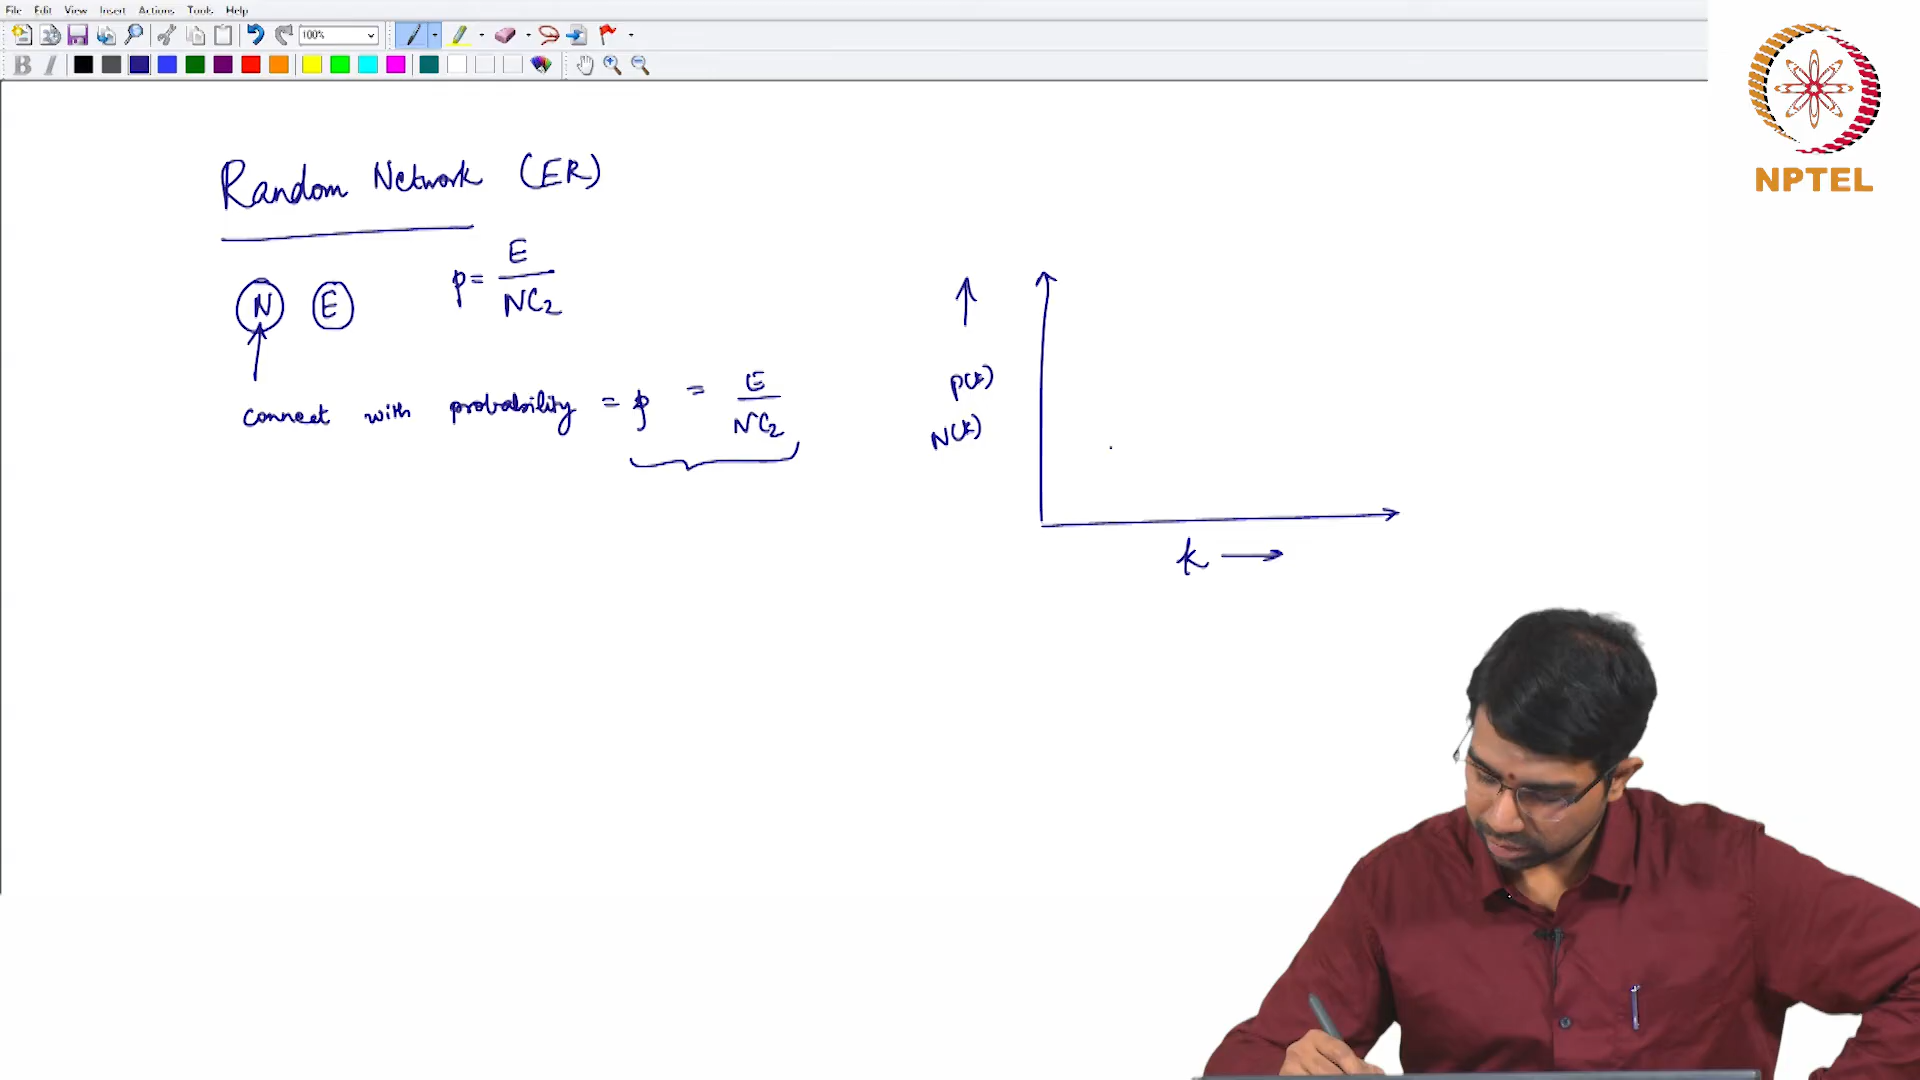 File Edit View Insert Actions Tools Help
100%
B I
NPTEL
Random Network (ER)
N E p = E / NC₂
connect with probability = p = E / NC₂
p(k)
N(k)
k